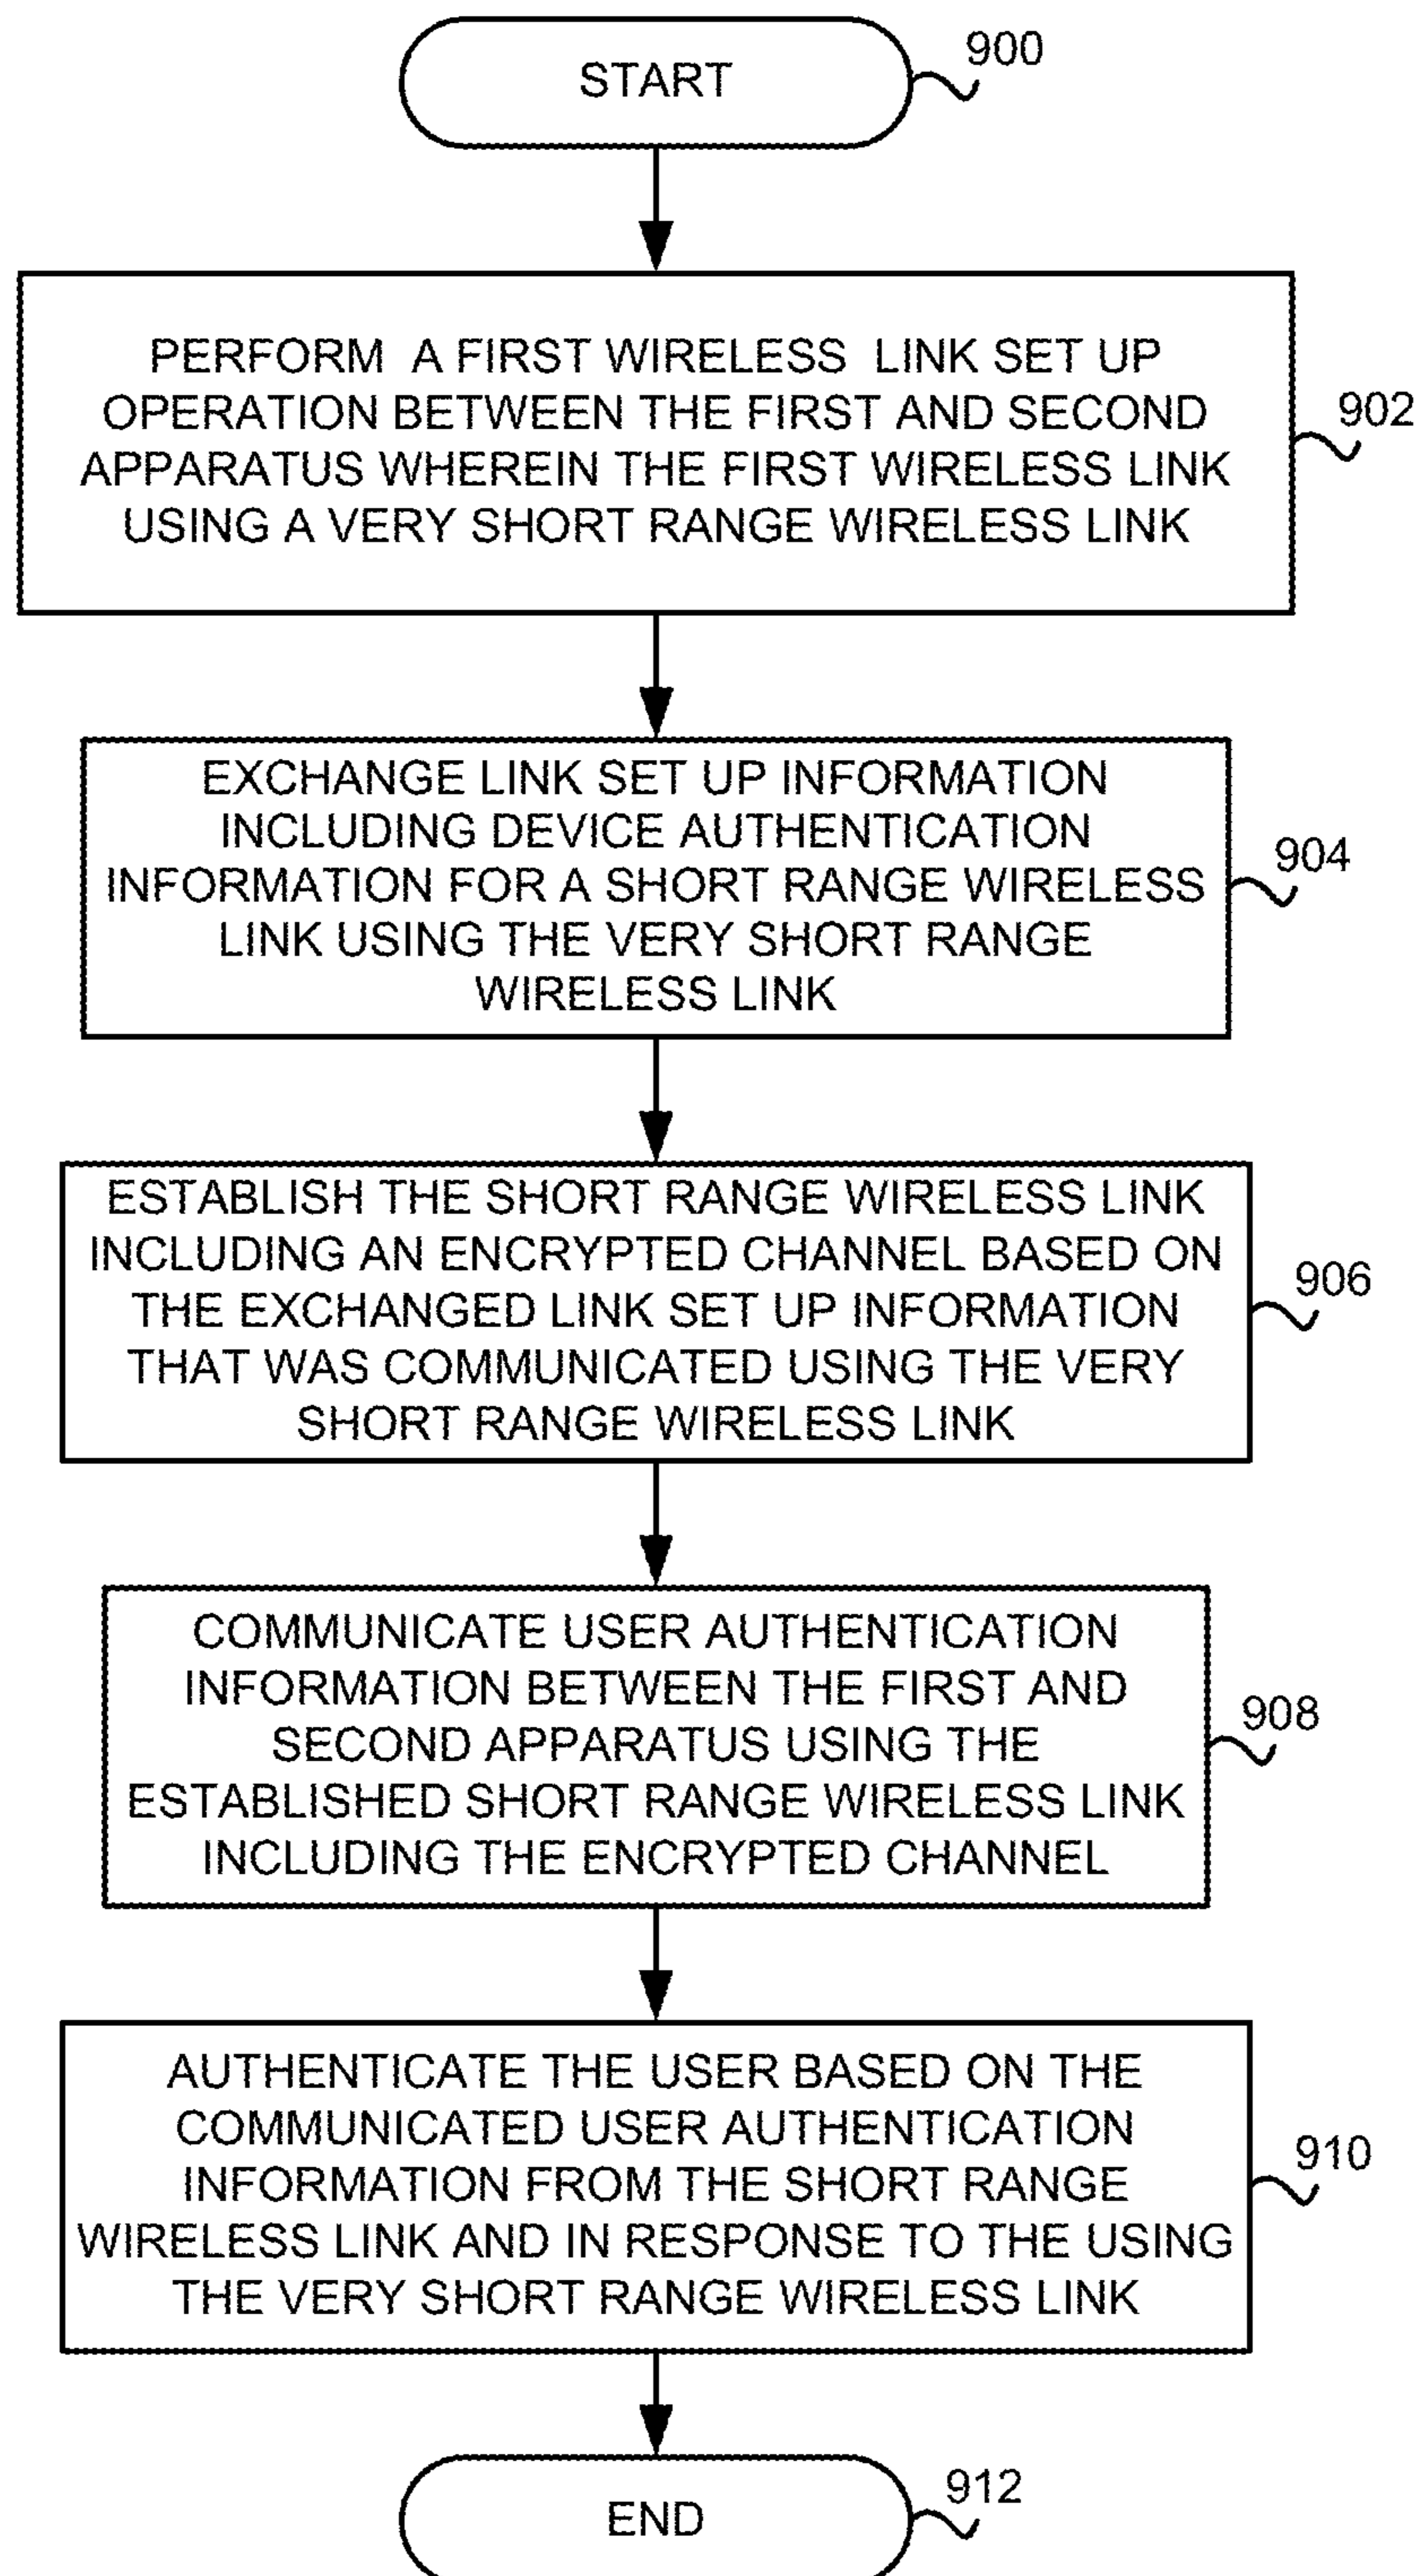 START
900
PERFORM A FIRST WIRELESS LINK SET UP
OPERATION BETWEEN THE FIRST AND SECOND
APPARATUS WHEREIN THE FIRST WIRELESS LINK
USING A VERY SHORT RANGE WIRELESS LINK
902
EXCHANGE LINK SET UP INFORMATION
INCLUDING DEVICE AUTHENTICATION
INFORMATION FOR A SHORT RANGE WIRELESS
LINK USING THE VERY SHORT RANGE
WIRELESS LINK
904
ESTABLISH THE SHORT RANGE WIRELESS LINK
INCLUDING AN ENCRYPTED CHANNEL BASED ON
THE EXCHANGED LINK SET UP INFORMATION
THAT WAS COMMUNICATED USING THE VERY
SHORT RANGE WIRELESS LINK
906
COMMUNICATE USER AUTHENTICATION
INFORMATION BETWEEN THE FIRST AND
SECOND APPARATUS USING THE
ESTABLISHED SHORT RANGE WIRELESS LINK
INCLUDING THE ENCRYPTED CHANNEL
908
AUTHENTICATE THE USER BASED ON THE
COMMUNICATED USER AUTHENTICATION
INFORMATION FROM THE SHORT RANGE
WIRELESS LINK AND IN RESPONSE TO THE USING
THE VERY SHORT RANGE WIRELESS LINK
910
END
912